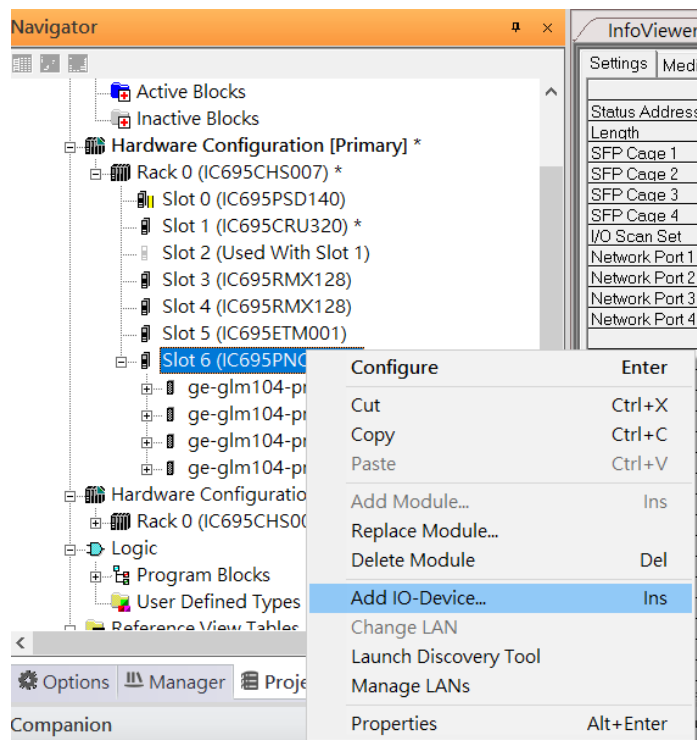 Navigator
InfoViewer
Settings Medi
Active Blocks
Inactive Blocks
Hardware Configuration [Primary] *
Rack 0 (IC695CHS007) *
Slot 0 (IC695PSD140)
Slot 1 (IC695CRU320) *
Slot 2 (Used With Slot 1)
Slot 3 (IC695RMX128)
Slot 4 (IC695RMX128)
Slot 5 (IC695ETM001)
Slot 6 (IC695PNC
ge-glm104-pr
ge-glm104-pr
ge-glm104-pr
ge-glm104-pr
Hardware Configuratio
Rack 0 (IC695CHS00
Logic
Program Blocks
User Defined Types
Reference View Tables
Options Manager Proje
Companion
Status Address
Length
SFP Cage 1
SFP Cage 2
SFP Cage 3
SFP Cage 4
I/O Scan Set
Network Port 1
Network Port 2
Network Port 3
Network Port 4
Configure Enter
Cut Ctrl+X
Copy Ctrl+C
Paste Ctrl+V
Add Module... Ins
Replace Module...
Delete Module Del
Add IO-Device... Ins
Change LAN
Launch Discovery Tool
Manage LANs
Properties Alt+Enter